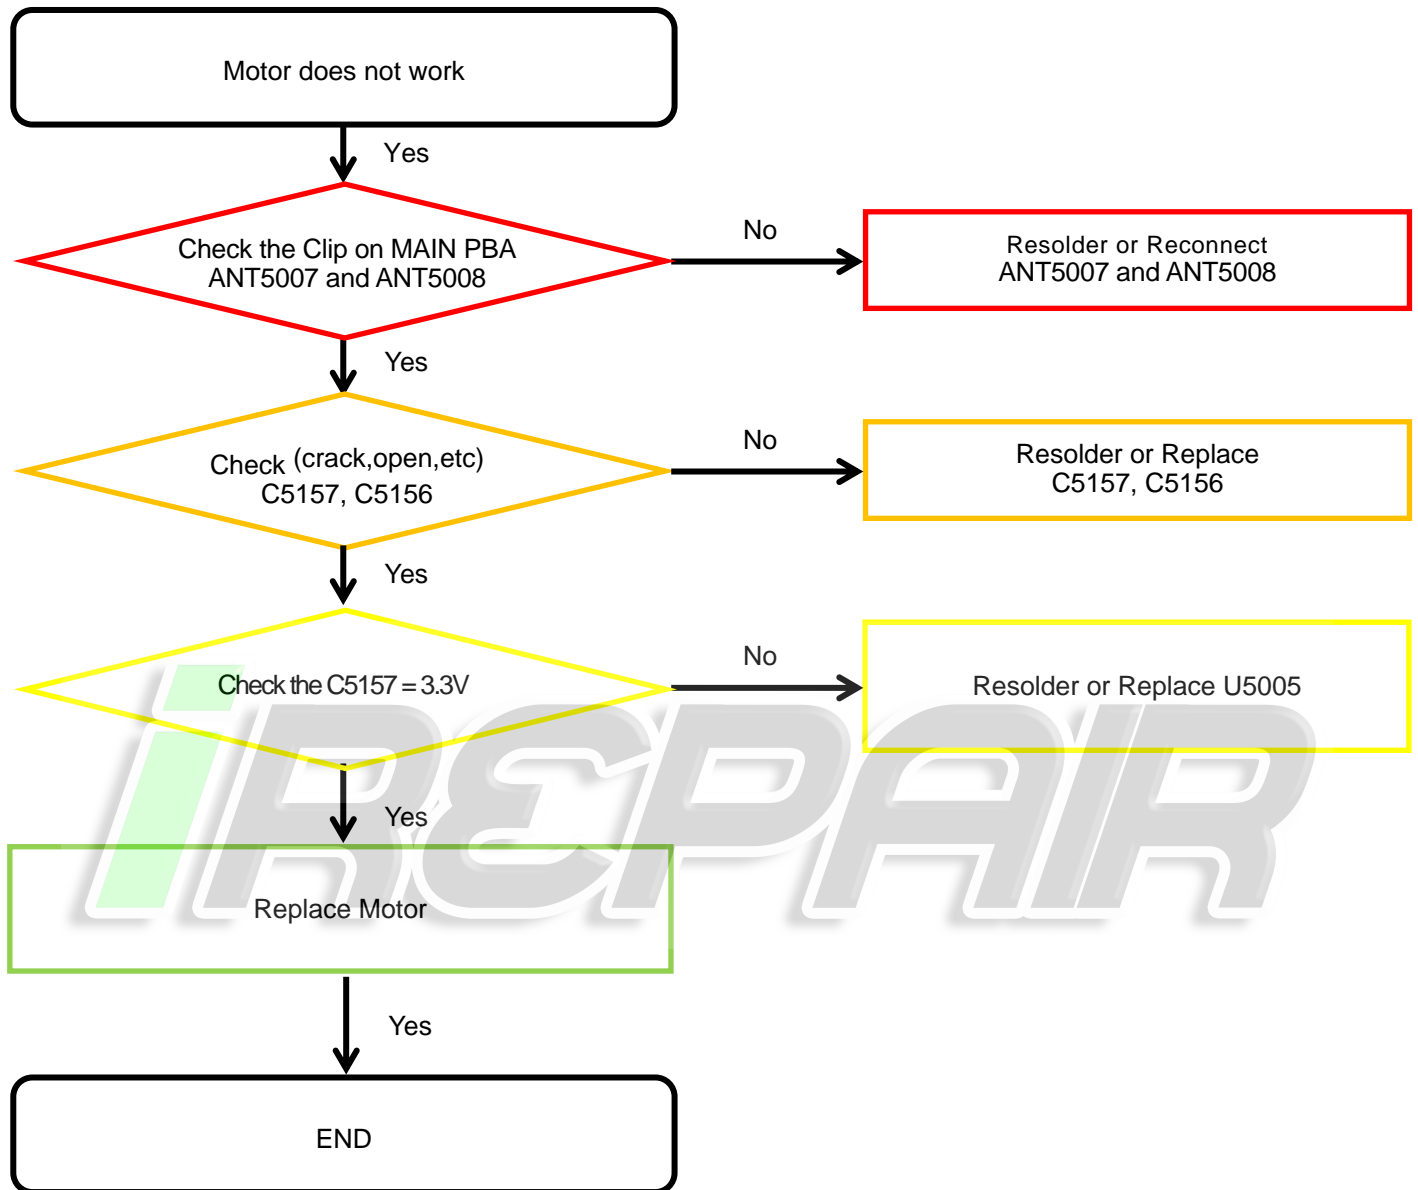 Motor does not work
Yes
Check the Clip on MAIN PBA
ANT5007 and ANT5008
No
Resolder or Reconnect
ANT5007 and ANT5008
Yes
Check (crack,open,etc)
C5157, C5156
No
Resolder or Replace
C5157, C5156
Yes
Check the C5157 = 3.3V
No
Resolder or Replace U5005
Yes
iREPAIR
Replace Motor
Yes
END